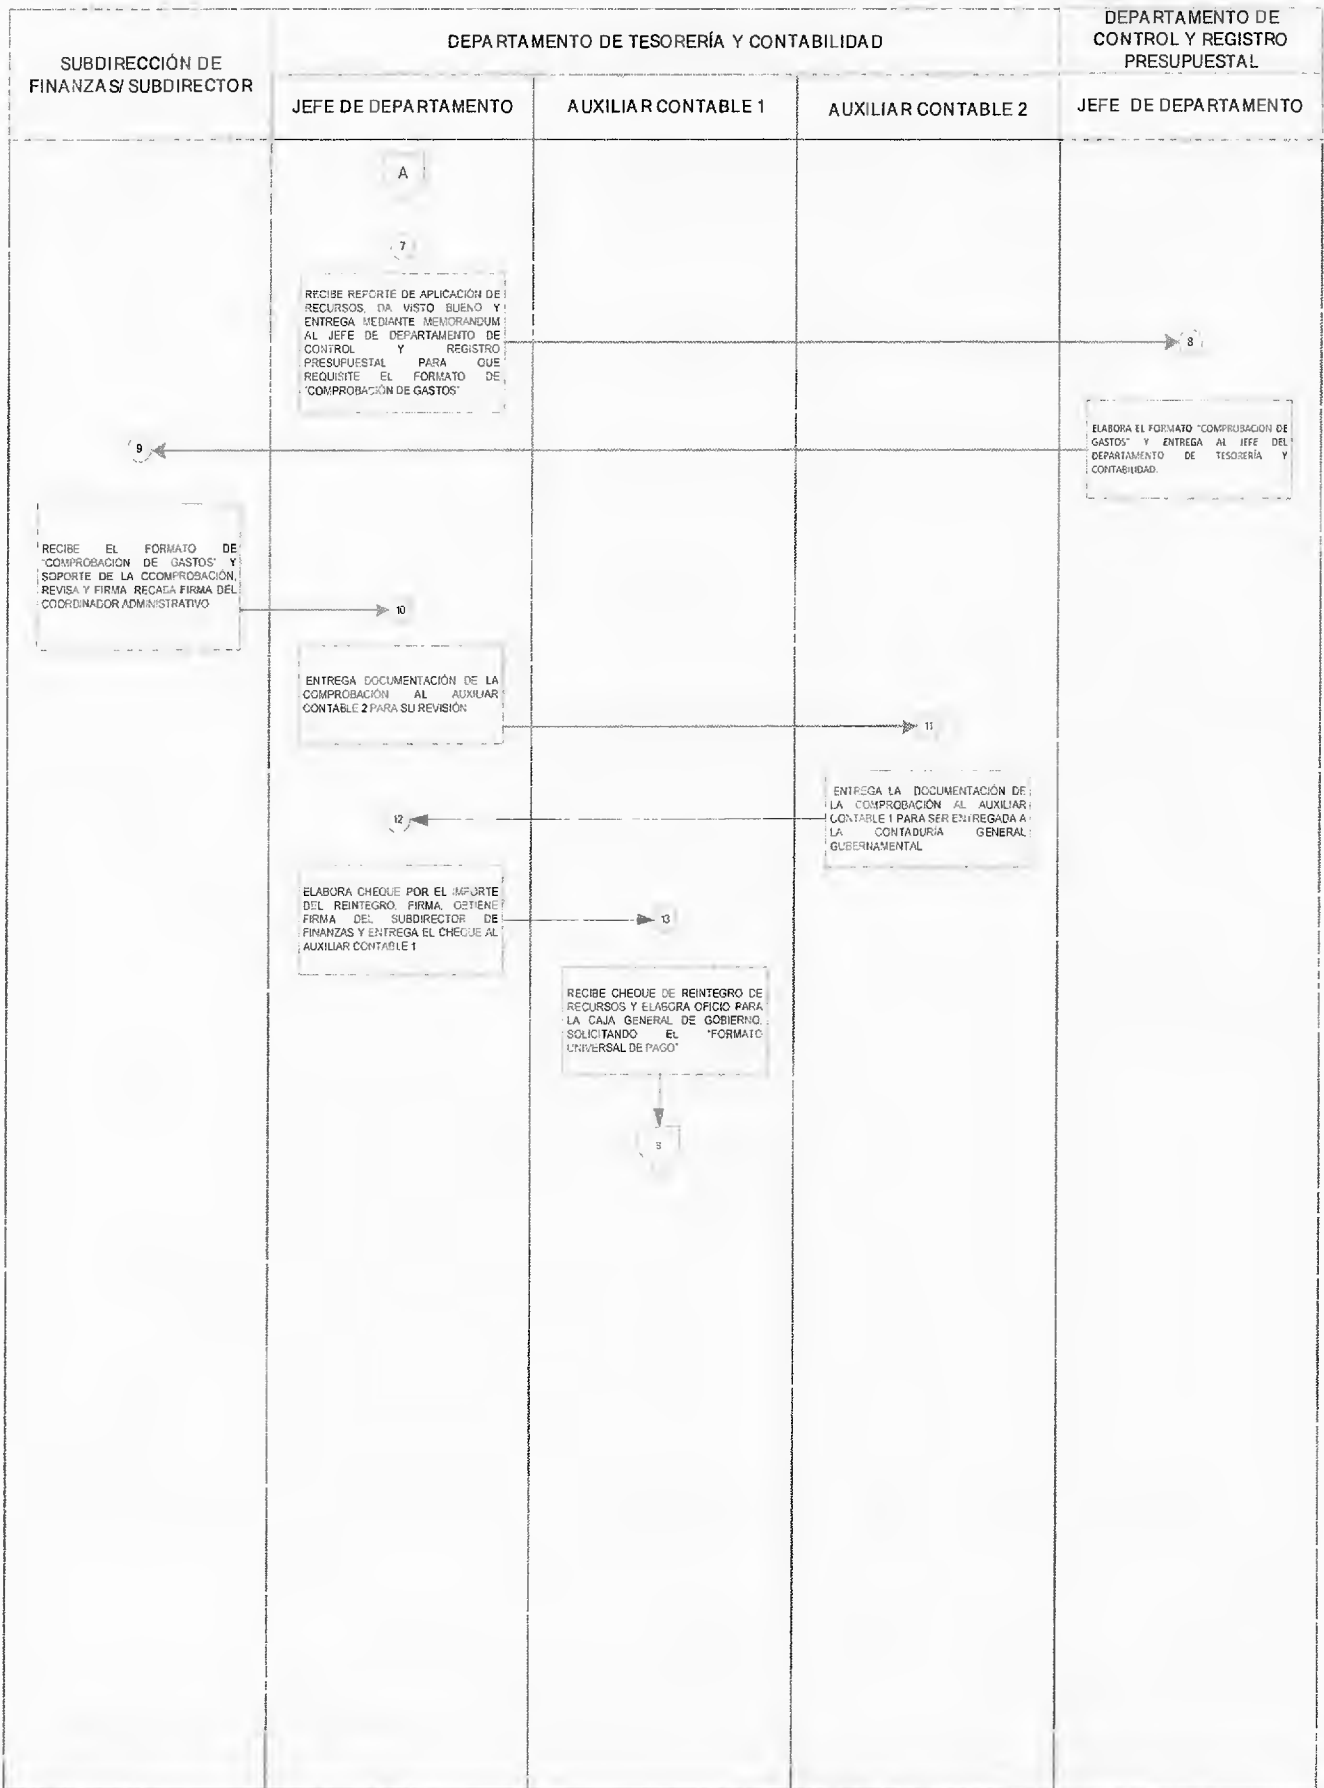 SUBDIRECCIÓN DE
FINANZAS/ SUBDIRECTOR
DEPARTAMENTO DE TESORERÍA Y CONTABILIDAD
DEPARTAMENTO DE
CONTROL Y REGISTRO
PRESUPUESTAL
JEFE DE DEPARTAMENTO
AUXILIAR CONTABLE 1
AUXILIAR CONTABLE 2
JEFE DE DEPARTAMENTO
A
7
RECIBE REPORTE DE APLICACIÓN DE
RECURSOS, DA VISTO BUENO Y
ENTREGA MEDIANTE MEMORANDUM
AL JEFE DE DEPARTAMENTO DE
CONTROL Y REGISTRO
PRESUPUESTAL PARA QUE
REQUISITE EL FORMATO DE
"COMPROBACIÓN DE GASTOS"
8
ELABORA EL FORMATO "COMPROBACIÓN DE
GASTOS" Y ENTREGA AL JEFE DEL
DEPARTAMENTO DE TESORERÍA Y
CONTABILIDAD.
9
RECIBE EL FORMATO DE
"COMPROBACIÓN DE GASTOS" Y
SOPORTE DE LA CCOMPROBACIÓN,
REVISA Y FIRMA RECABA FIRMA DEL
COORDINADOR ADMINISTRATIVO
10
ENTREGA DOCUMENTACIÓN DE LA
COMPROBACIÓN AL AUXILIAR
CONTABLE 2 PARA SU REVISIÓN
11
ENTREGA LA DOCUMENTACIÓN DE
LA COMPROBACIÓN AL AUXILIAR
CONTABLE 1 PARA SER ENTREGADA A
LA CONTADURÍA GENERAL
GUBERNAMENTAL
12
ELABORA CHEQUE POR EL IMPORTE
DEL REINTEGRO, FIRMA, OBTIENE
FIRMA DEL SUBDIRECTOR DE
FINANZAS Y ENTREGA EL CHEQUE AL
AUXILIAR CONTABLE 1
13
RECIBE CHEQUE DE REINTEGRO DE
RECURSOS Y ELABORA OFICIO PARA
LA CAJA GENERAL DE GOBIERNO,
SOLICITANDO EL "FORMATO
UNIVERSAL DE PAGO"